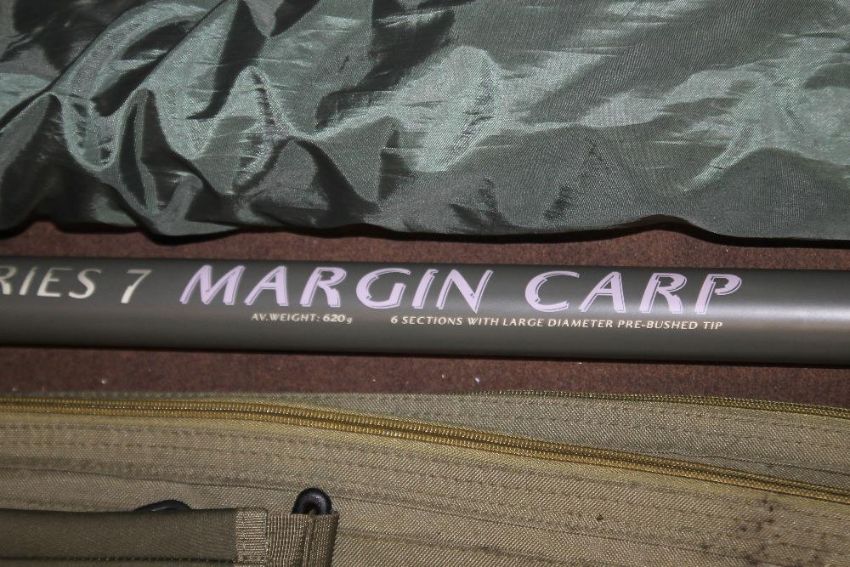 RIES 7 MARGIN CARP
AV. WEIGHT: 620g 6 SECTIONS WITH LARGE DIAMETER PRE-BUSHED TIP